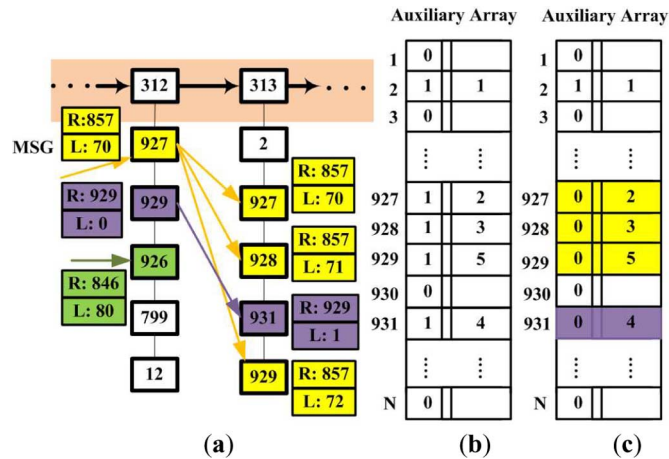 Auxiliary Array
Auxiliary Array
. . . 312 313 . . .
R:857
L: 70
MSG 927 2
R: 929
L: 0
929 927
R: 857
L: 70
926 928
R: 857
L: 71
R: 846
L: 80
799 931
R: 929
L: 1
12 929
R: 857
L: 72
(a)
1 0
2 1 1
3 0
927 1 2
928 1 3
929 1 5
930 0
931 1 4
N 0
(b)
1 0
2 1 1
3 0
927 0 2
928 0 3
929 0 5
930 0
931 0 4
N 0
(c)